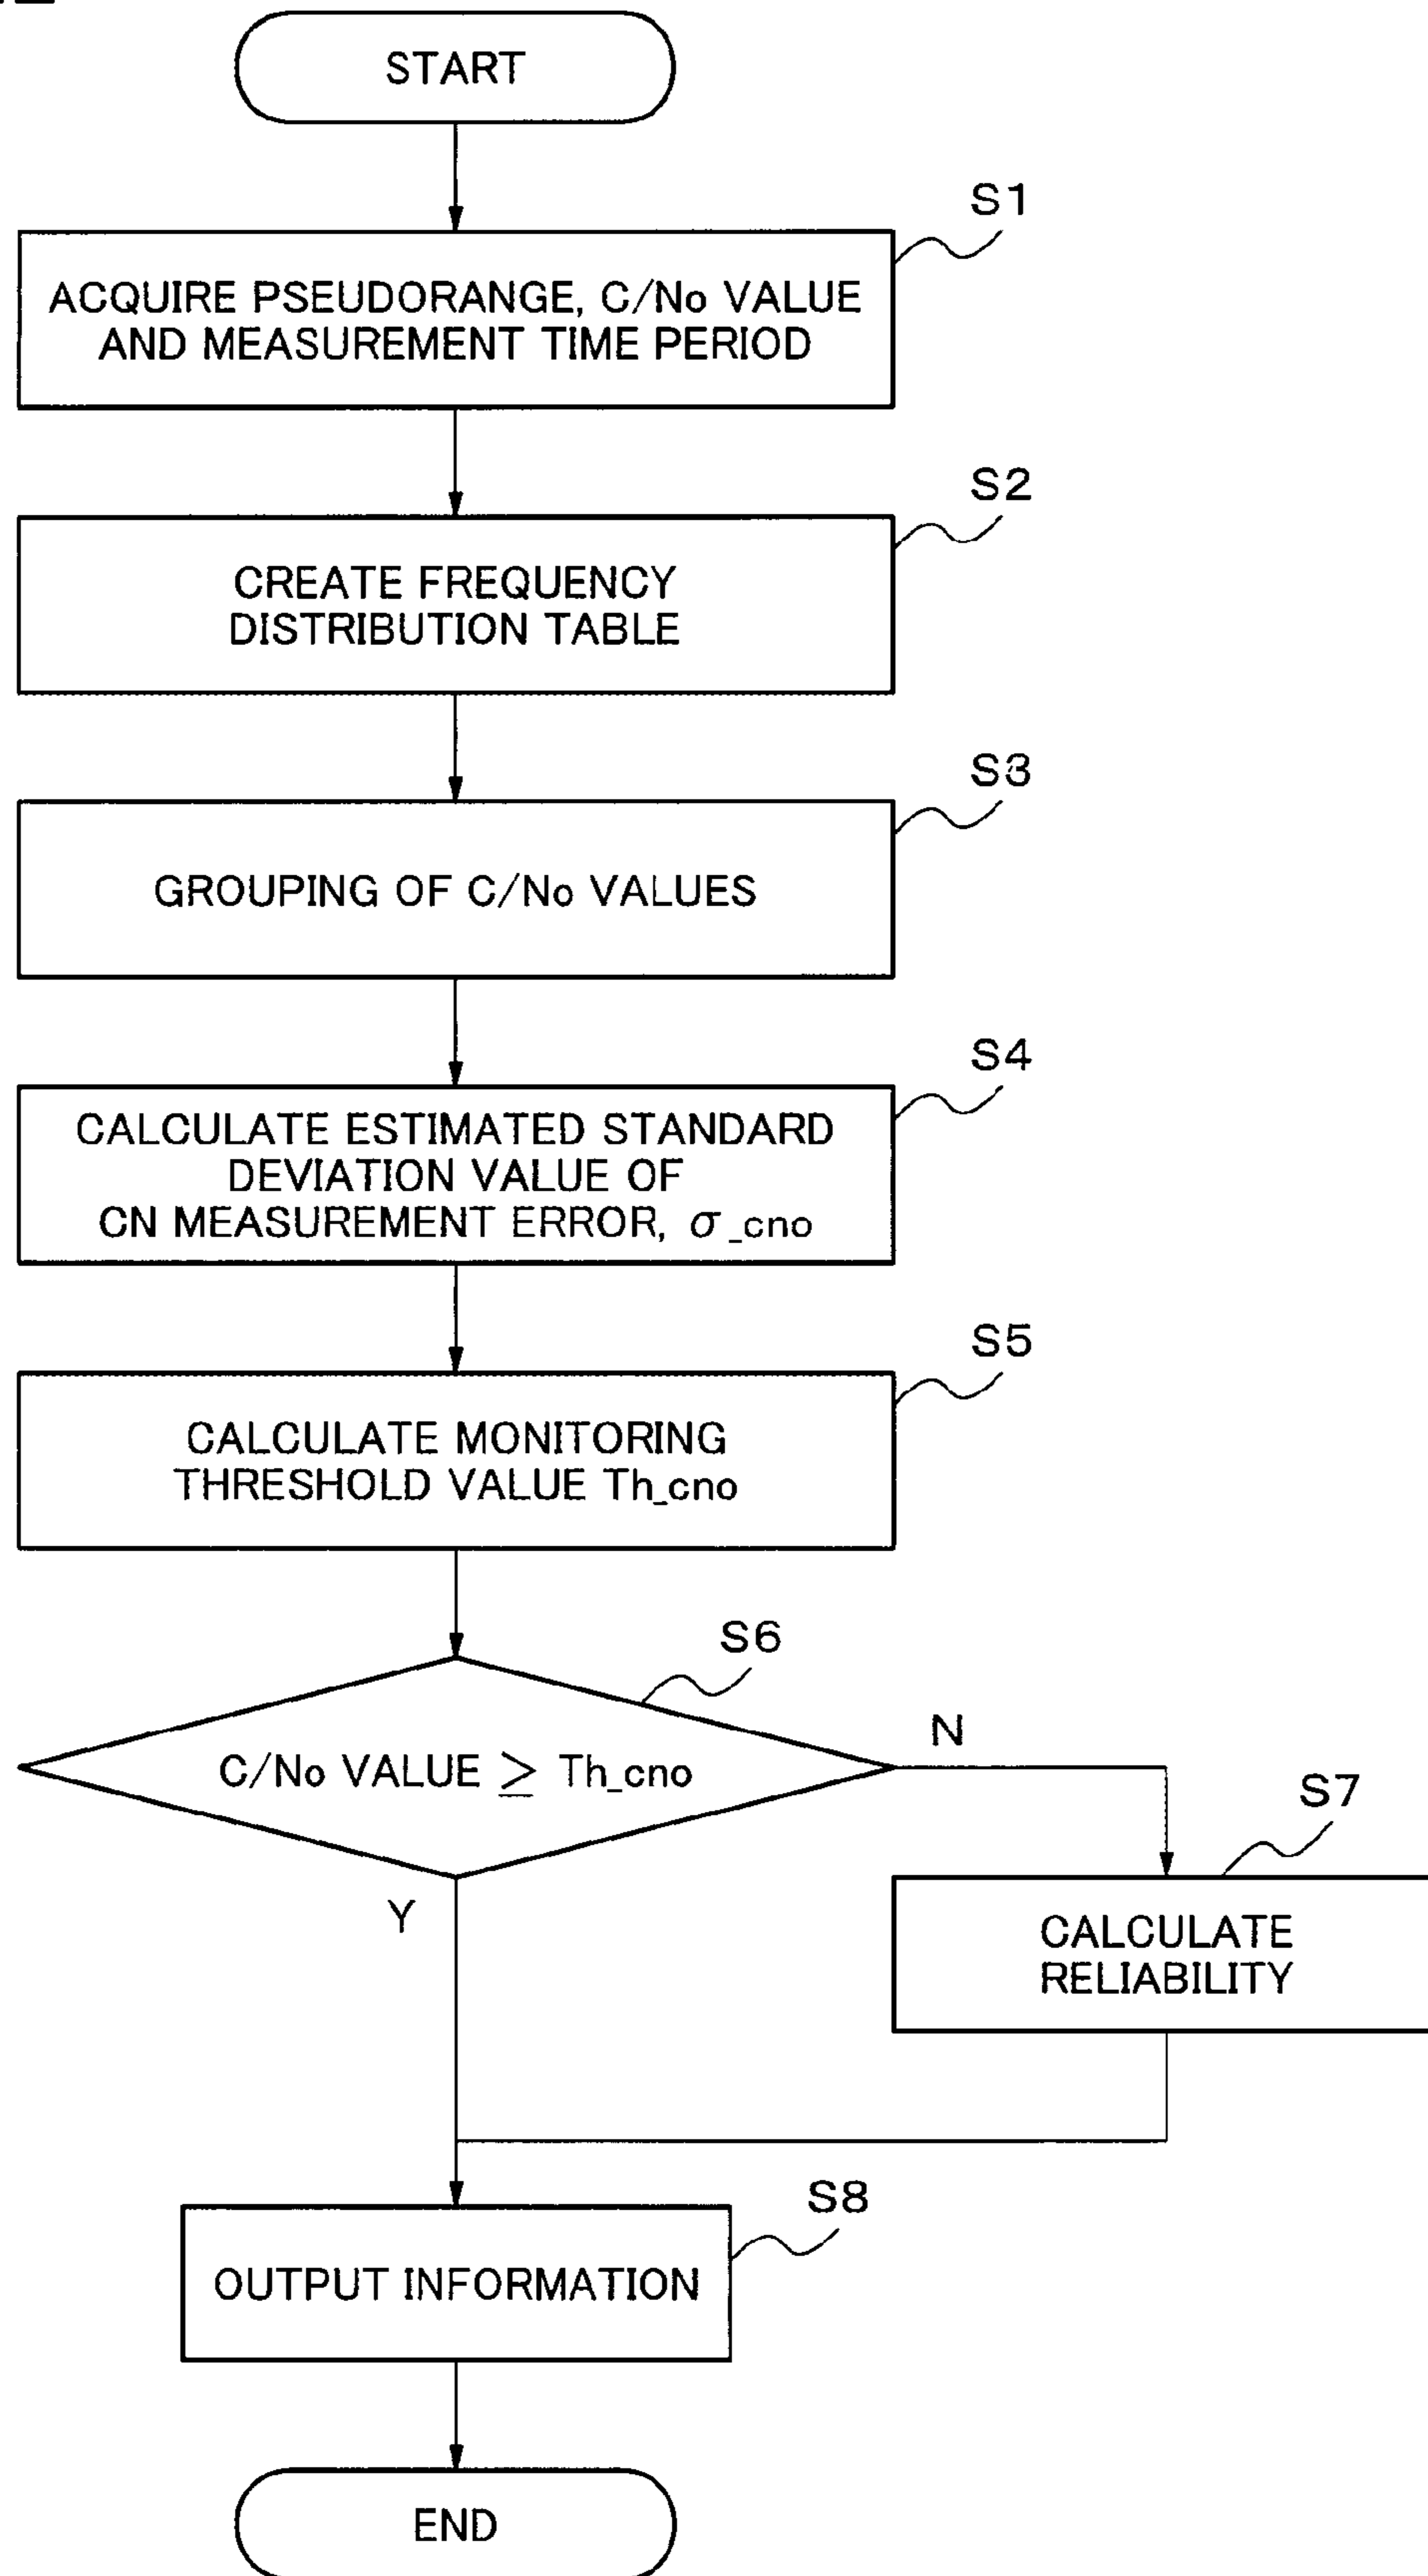 START
S1
ACQUIRE PSEUDORANGE, C/No VALUE
AND MEASUREMENT TIME PERIOD
S2
CREATE FREQUENCY
DISTRIBUTION TABLE
S3
GROUPING OF C/No VALUES
S4
CALCULATE ESTIMATED STANDARD
DEVIATION VALUE OF
CN MEASUREMENT ERROR, σ_cno
S5
CALCULATE MONITORING
THRESHOLD VALUE Th_cno
S6
C/No VALUE ≥ Th_cno
N
S7
Y
CALCULATE
RELIABILITY
S8
OUTPUT INFORMATION
END